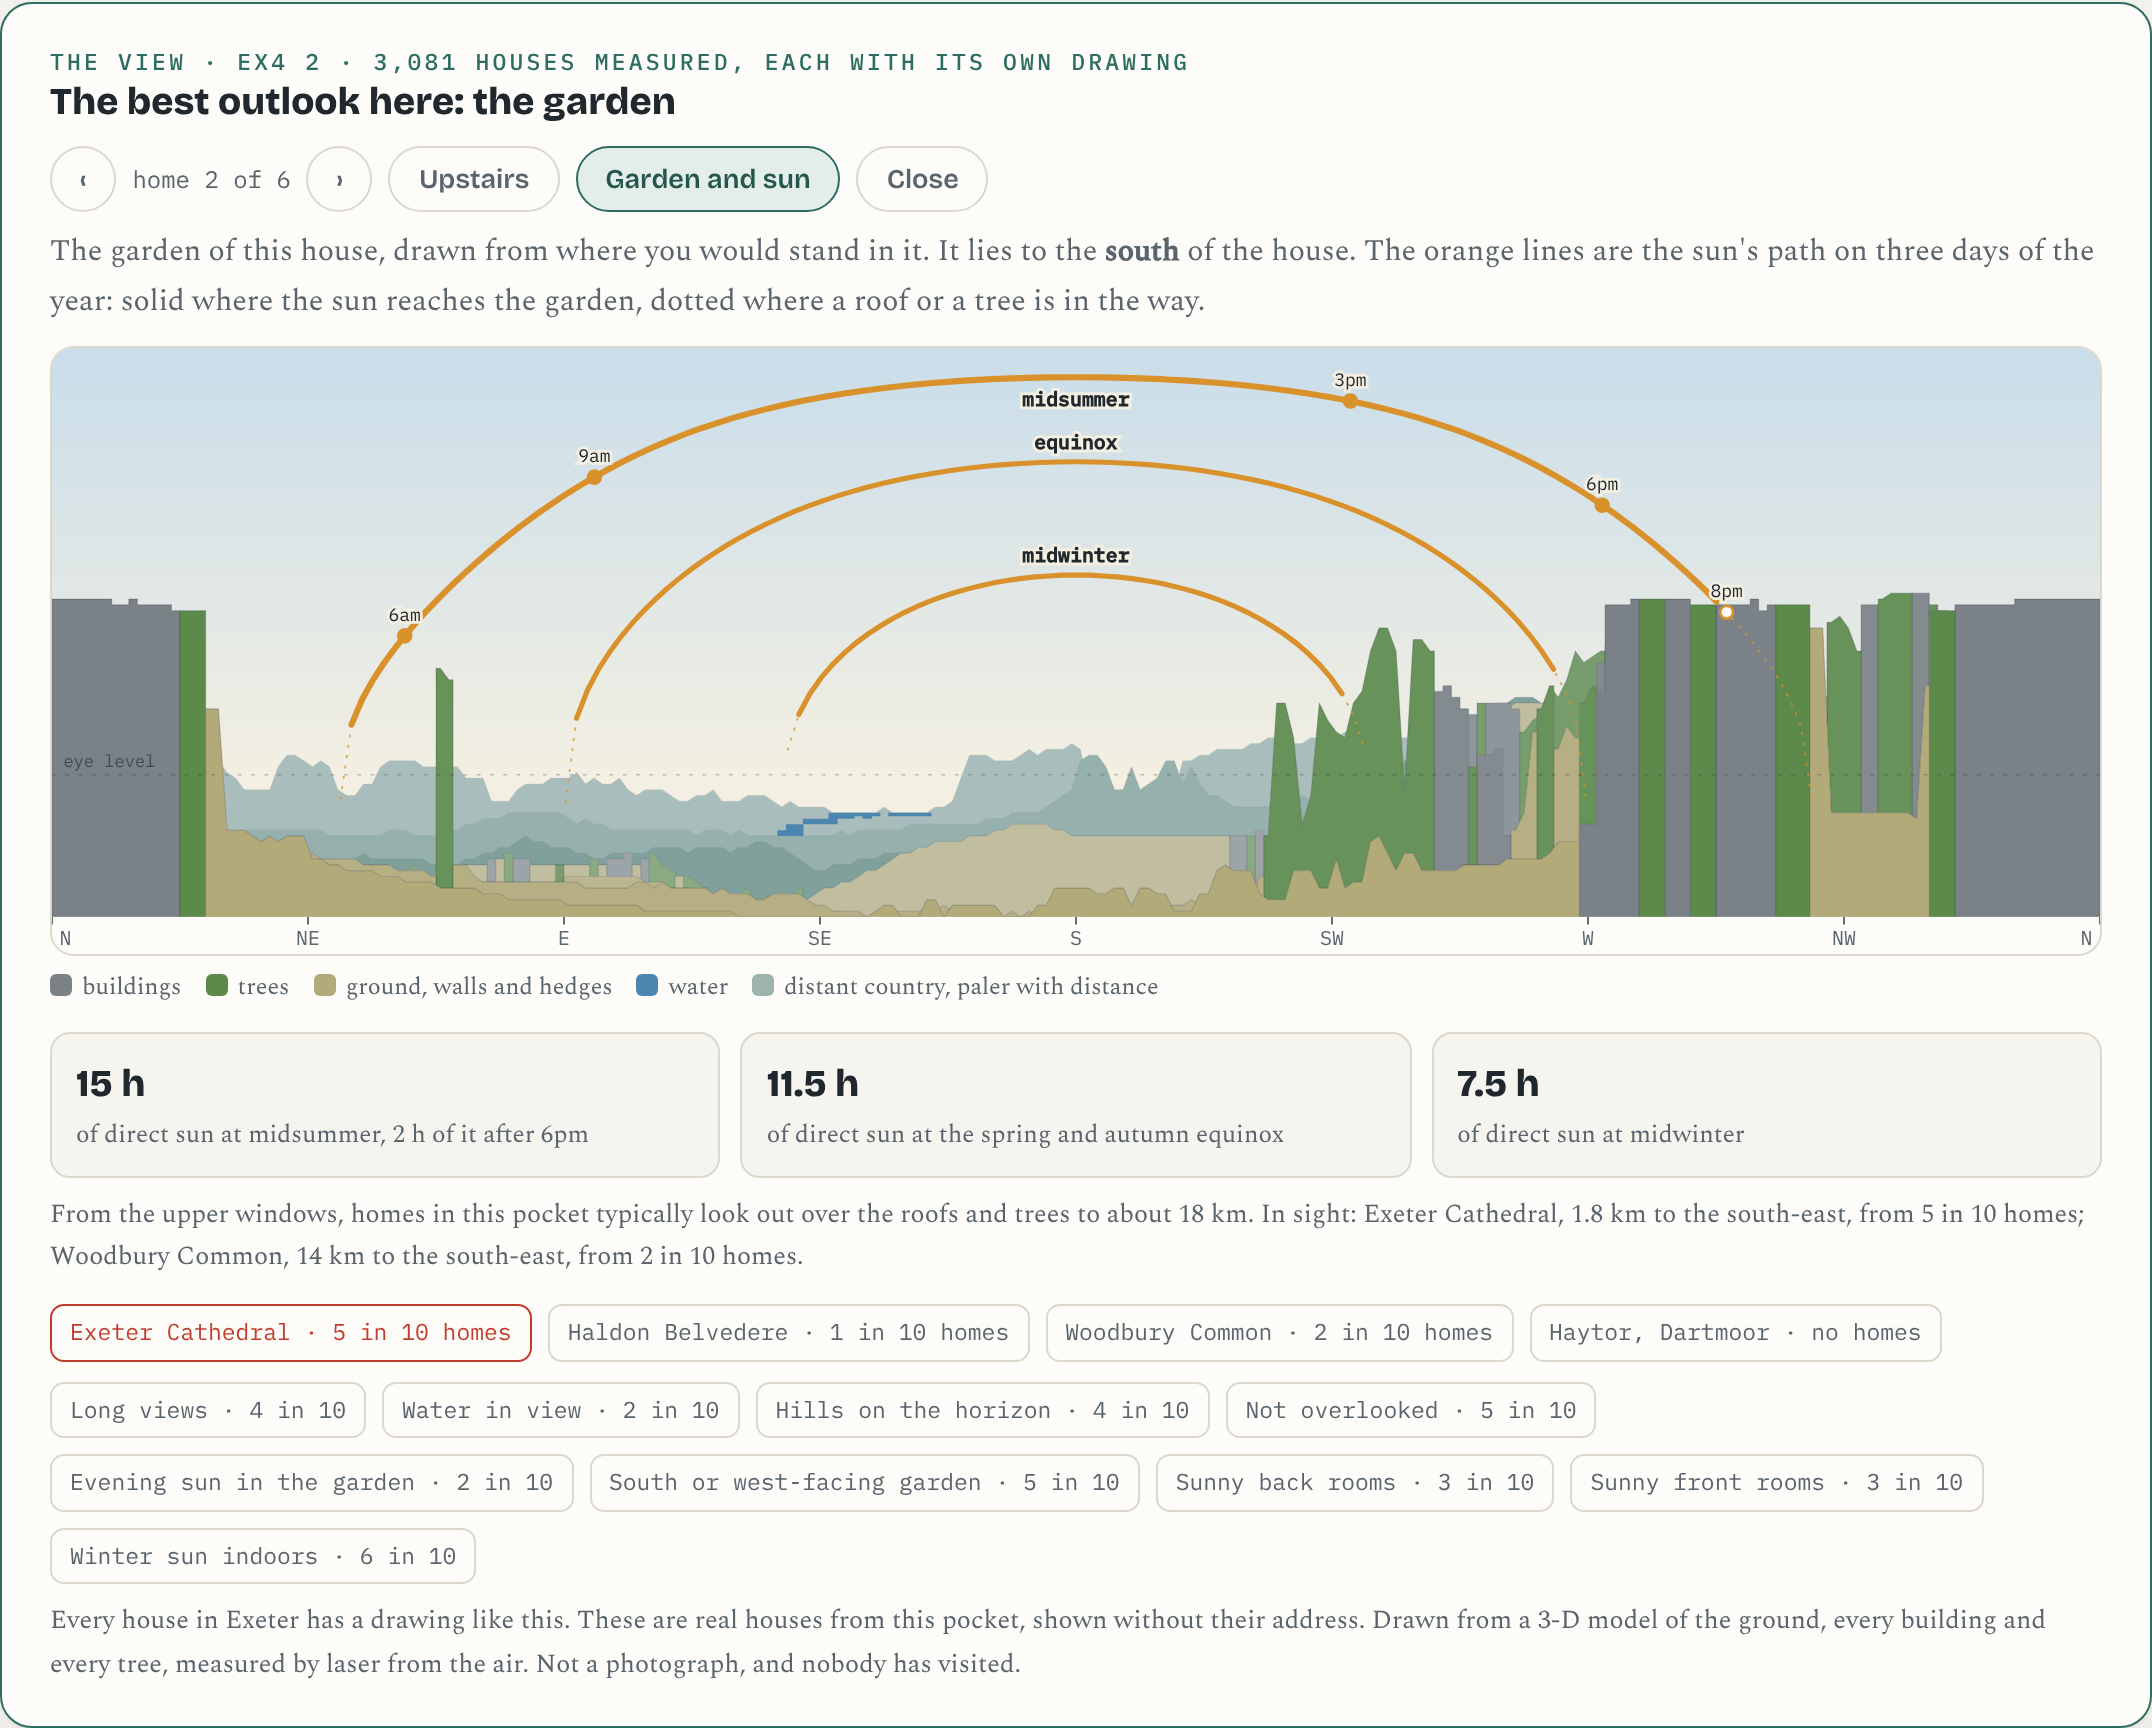 THE VIEW · EX4 2 · 3,081 HOUSES MEASURED, EACH WITH ITS OWN DRAWING
The best outlook here: the garden
‹ home 2 of 6 › Upstairs Garden and sun Close
The garden of this house, drawn from where you would stand in it. It lies to the south of the house. The orange lines are the sun's path on three days of the
year: solid where the sun reaches the garden, dotted where a roof or a tree is in the way.
3pm
midsummer
equinox
9am
6pm
midwinter
8pm
6am
eye level
N NE E SE S SW W NW N
buildings trees ground, walls and hedges water distant country, paler with distance
15 h
of direct sun at midsummer, 2 h of it after 6pm
11.5 h
of direct sun at the spring and autumn equinox
7.5 h
of direct sun at midwinter
From the upper windows, homes in this pocket typically look out over the roofs and trees to about 18 km. In sight: Exeter Cathedral, 1.8 km to the south-east, from 5 in 10 homes;
Woodbury Common, 14 km to the south-east, from 2 in 10 homes.
Exeter Cathedral · 5 in 10 homes Haldon Belvedere · 1 in 10 homes Woodbury Common · 2 in 10 homes Haytor, Dartmoor · no homes
Long views · 4 in 10 Water in view · 2 in 10 Hills on the horizon · 4 in 10 Not overlooked · 5 in 10
Evening sun in the garden · 2 in 10 South or west-facing garden · 5 in 10 Sunny back rooms · 3 in 10 Sunny front rooms · 3 in 10
Winter sun indoors · 6 in 10
Every house in Exeter has a drawing like this. These are real houses from this pocket, shown without their address. Drawn from a 3-D model of the ground, every building and
every tree, measured by laser from the air. Not a photograph, and nobody has visited.